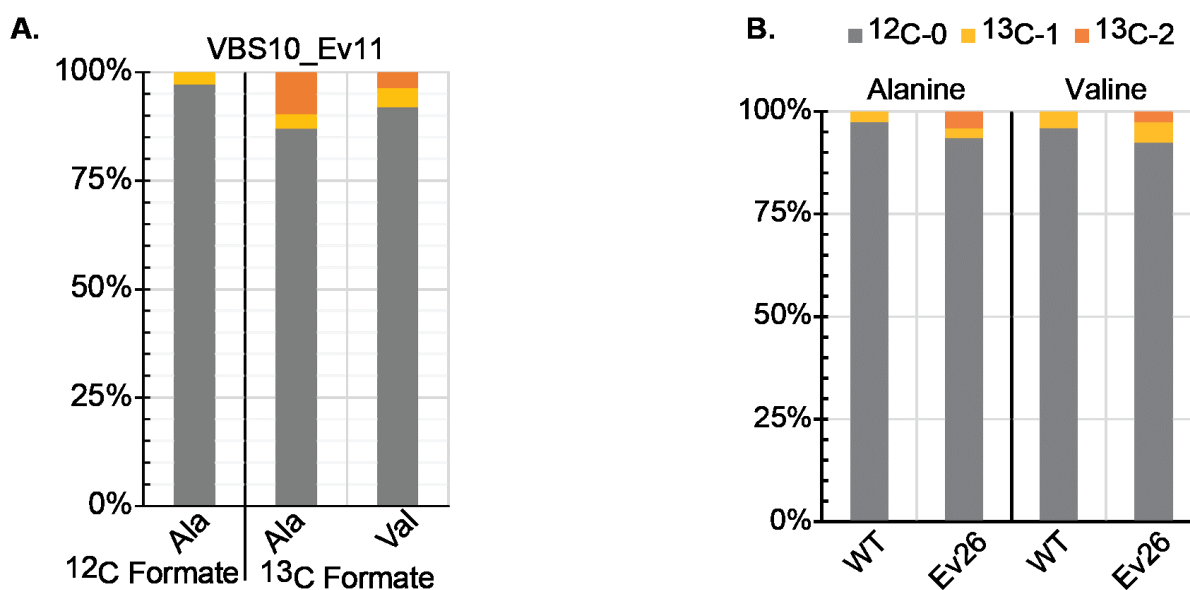 A.
VBS10_Ev11
100%
75%
50%
25%
0%
Ala
Ala
Val
¹²C Formate
¹³C Formate
B.
¹²C-0 ¹³C-1 ¹³C-2
Alanine Valine
100%
75%
50%
25%
0%
WT
Ev26
WT
Ev26